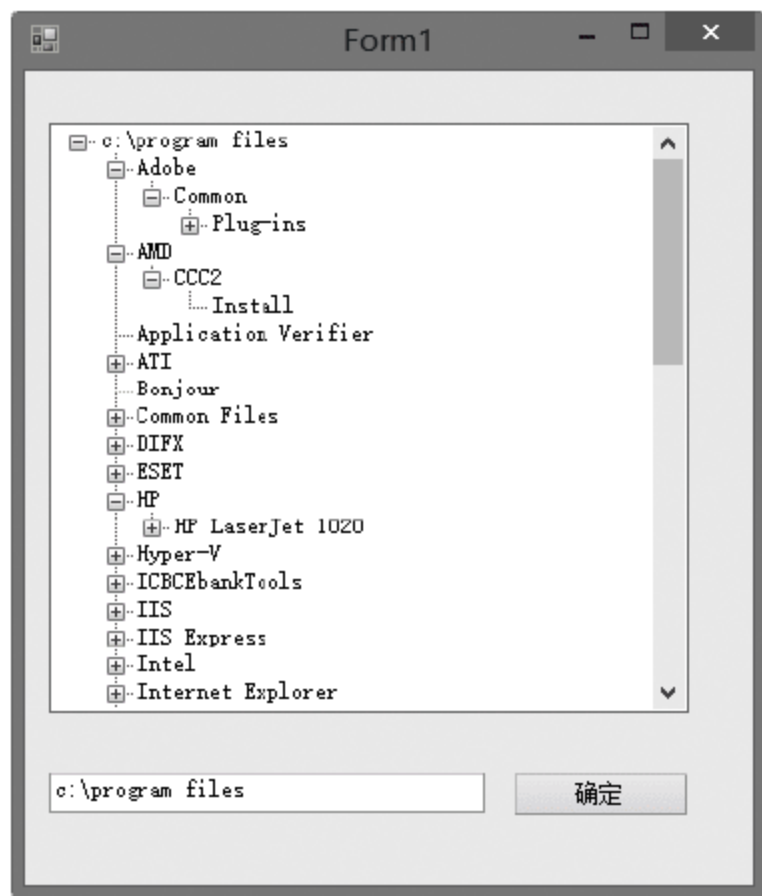 Form1
c:\program files
Adobe
Common
Plug-ins
AMD
CCC2
Install
Application Verifier
ATI
Bonjour
Common Files
DIFX
ESET
HP
HP LaserJet 1020
Hyper-V
ICBCEbankTools
IIS
IIS Express
Intel
Internet Explorer
c:\program files
确定